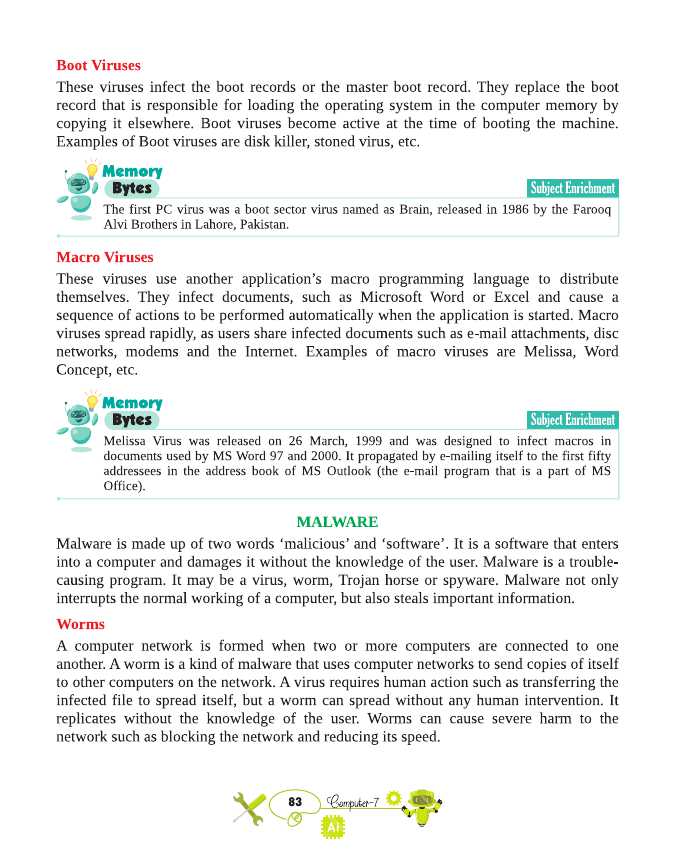 Boot Viruses
These viruses infect the boot records or the master boot record. They replace the boot
record that is responsible for loading the operating system in the computer memory by
copying it elsewhere. Boot viruses become active at the time of booting the machine.
Examples of Boot viruses are disk killer, stoned virus, etc.
Memory
Bytes
Subject Enrichment
The first PC virus was a boot sector virus named as Brain, released in 1986 by the Farooq
Alvi Brothers in Lahore, Pakistan.
Macro Viruses
These viruses use another application’s macro programming language to distribute
themselves. They infect documents, such as Microsoft Word or Excel and cause a
sequence of actions to be performed automatically when the application is started. Macro
viruses spread rapidly, as users share infected documents such as e-mail attachments, disc
networks, modems and the Internet. Examples of macro viruses are Melissa, Word
Concept, etc.
Memory
Bytes
Subject Enrichment
Melissa Virus was released on 26 March, 1999 and was designed to infect macros in
documents used by MS Word 97 and 2000. It propagated by e-mailing itself to the first fifty
addressees in the address book of MS Outlook (the e-mail program that is a part of MS
Office).
MALWARE
Malware is made up of two words ‘malicious’ and ‘software’. It is a software that enters
into a computer and damages it without the knowledge of the user. Malware is a trouble-
causing program. It may be a virus, worm, Trojan horse or spyware. Malware not only
interrupts the normal working of a computer, but also steals important information.
Worms
A computer network is formed when two or more computers are connected to one
another. A worm is a kind of malware that uses computer networks to send copies of itself
to other computers on the network. A virus requires human action such as transferring the
infected file to spread itself, but a worm can spread without any human intervention. It
replicates without the knowledge of the user. Worms can cause severe harm to the
network such as blocking the network and reducing its speed.
83
Computer-7
AI